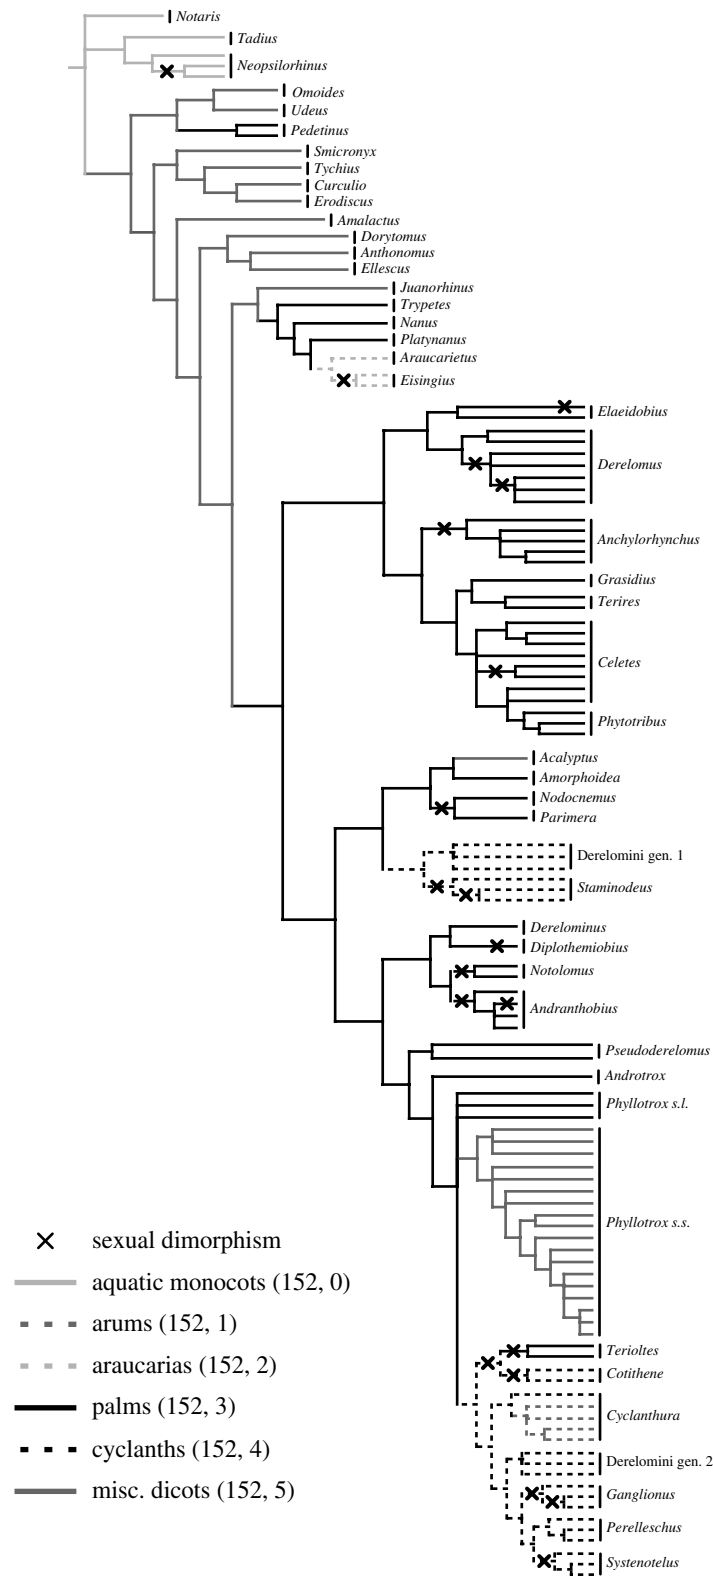 Notaris
Tadius
Neopsilorhinus
Omoides
Udeus
Pedetinus
Smicronyx
Tychius
Curculio
Erodiscus
Amalactus
Dorytomus
Anthonomus
Ellescus
Juanorhinus
Trypetes
Nanus
Platynanus
Araucarietus
Eisingius
Elaeidobius
Derelomus
Anchylorhynchus
Grasidius
Terires
Celetes
Phytotribus
Acalyptus
Amorphoidea
Nodocnemus
Parimera
Derelomini gen. 1
Staminodeus
Derelominus
Diplothemiobius
Notolomus
Andranthobius
Pseudoderelomus
Androtrox
Phyllotrox s.l.
Phyllotrox s.s.
Terioltes
Cotithene
Cyclanthura
Derelomini gen. 2
Ganglionus
Perelleschus
Systenotelus
sexual dimorphism
aquatic monocots (152, 0)
arums (152, 1)
araucarias (152, 2)
palms (152, 3)
cyclanths (152, 4)
misc. dicots (152, 5)